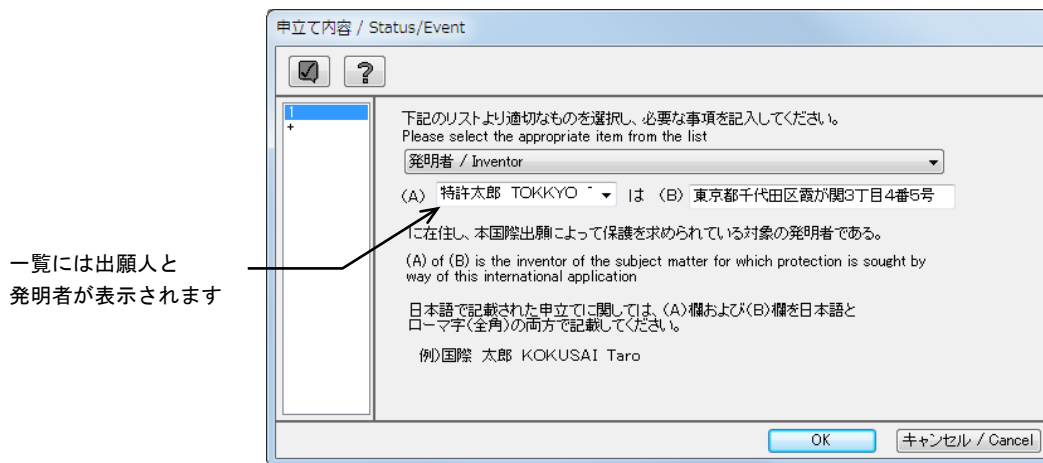 申立て内容 / Status/Event
?
1
+
下記のリストより適切なものを選択し、必要な事項を記入してください。
Please select the appropriate item from the list
発明者 / Inventor
(A) 特許太郎 TOKKYO は (B) 東京都千代田区霞が関3丁目4番5号
に在住し、本国際出願によって保護を求められている対象の発明者である。
(A) of (B) is the inventor of the subject matter for which protection is sought by
way of this international application
一覧には出願人と
発明者が表示されます
日本語で記載された申立てに関しては、(A)欄および(B)欄を日本語と
ローマ字(全角)の両方で記載してください。
例)国際 太郎 KOKUSAI Taro
OK
キャンセル / Cancel